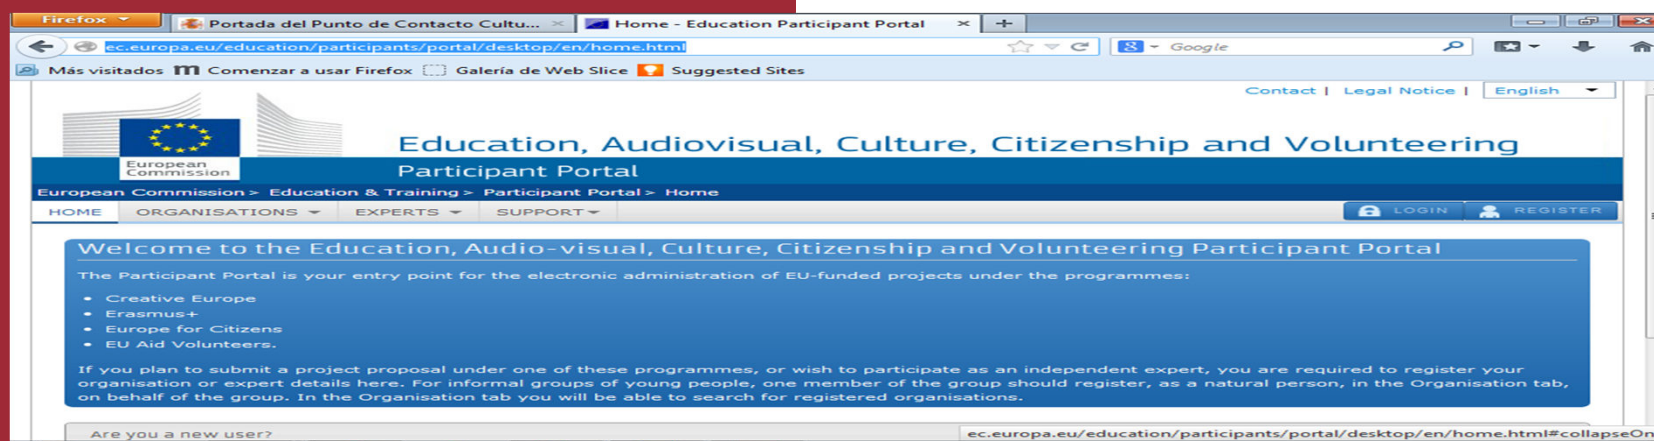 Firefox
Portada del Punto de Contacto Cultu...
Home - Education Participant Portal
ec.europa.eu/education/participants/portal/desktop/en/home.html
Google
Más visitados
Comenzar a usar Firefox
Galería de Web Slice
Suggested Sites
Contact | Legal Notice | English
Education, Audiovisual, Culture, Citizenship and Volunteering
European
Commission
Participant Portal
European Commission > Education & Training > Participant Portal > Home
HOME ORGANISATIONS EXPERTS SUPPORT LOGIN REGISTER
Welcome to the Education, Audio-visual, Culture, Citizenship and Volunteering Participant Portal
The Participant Portal is your entry point for the electronic administration of EU-funded projects under the programmes:
• Creative Europe
• Erasmus+
• Europe for Citizens
• EU Aid Volunteers.
If you plan to submit a project proposal under one of these programmes, or wish to participate as an independent expert, you are required to register your
organisation or expert details here. For informal groups of young people, one member of the group should register, as a natural person, in the Organisation tab,
on behalf of the group. In the Organisation tab you will be able to search for registered organisations.
Are you a new user?
ec.europa.eu/education/participants/portal/desktop/en/home.html#collapseOn